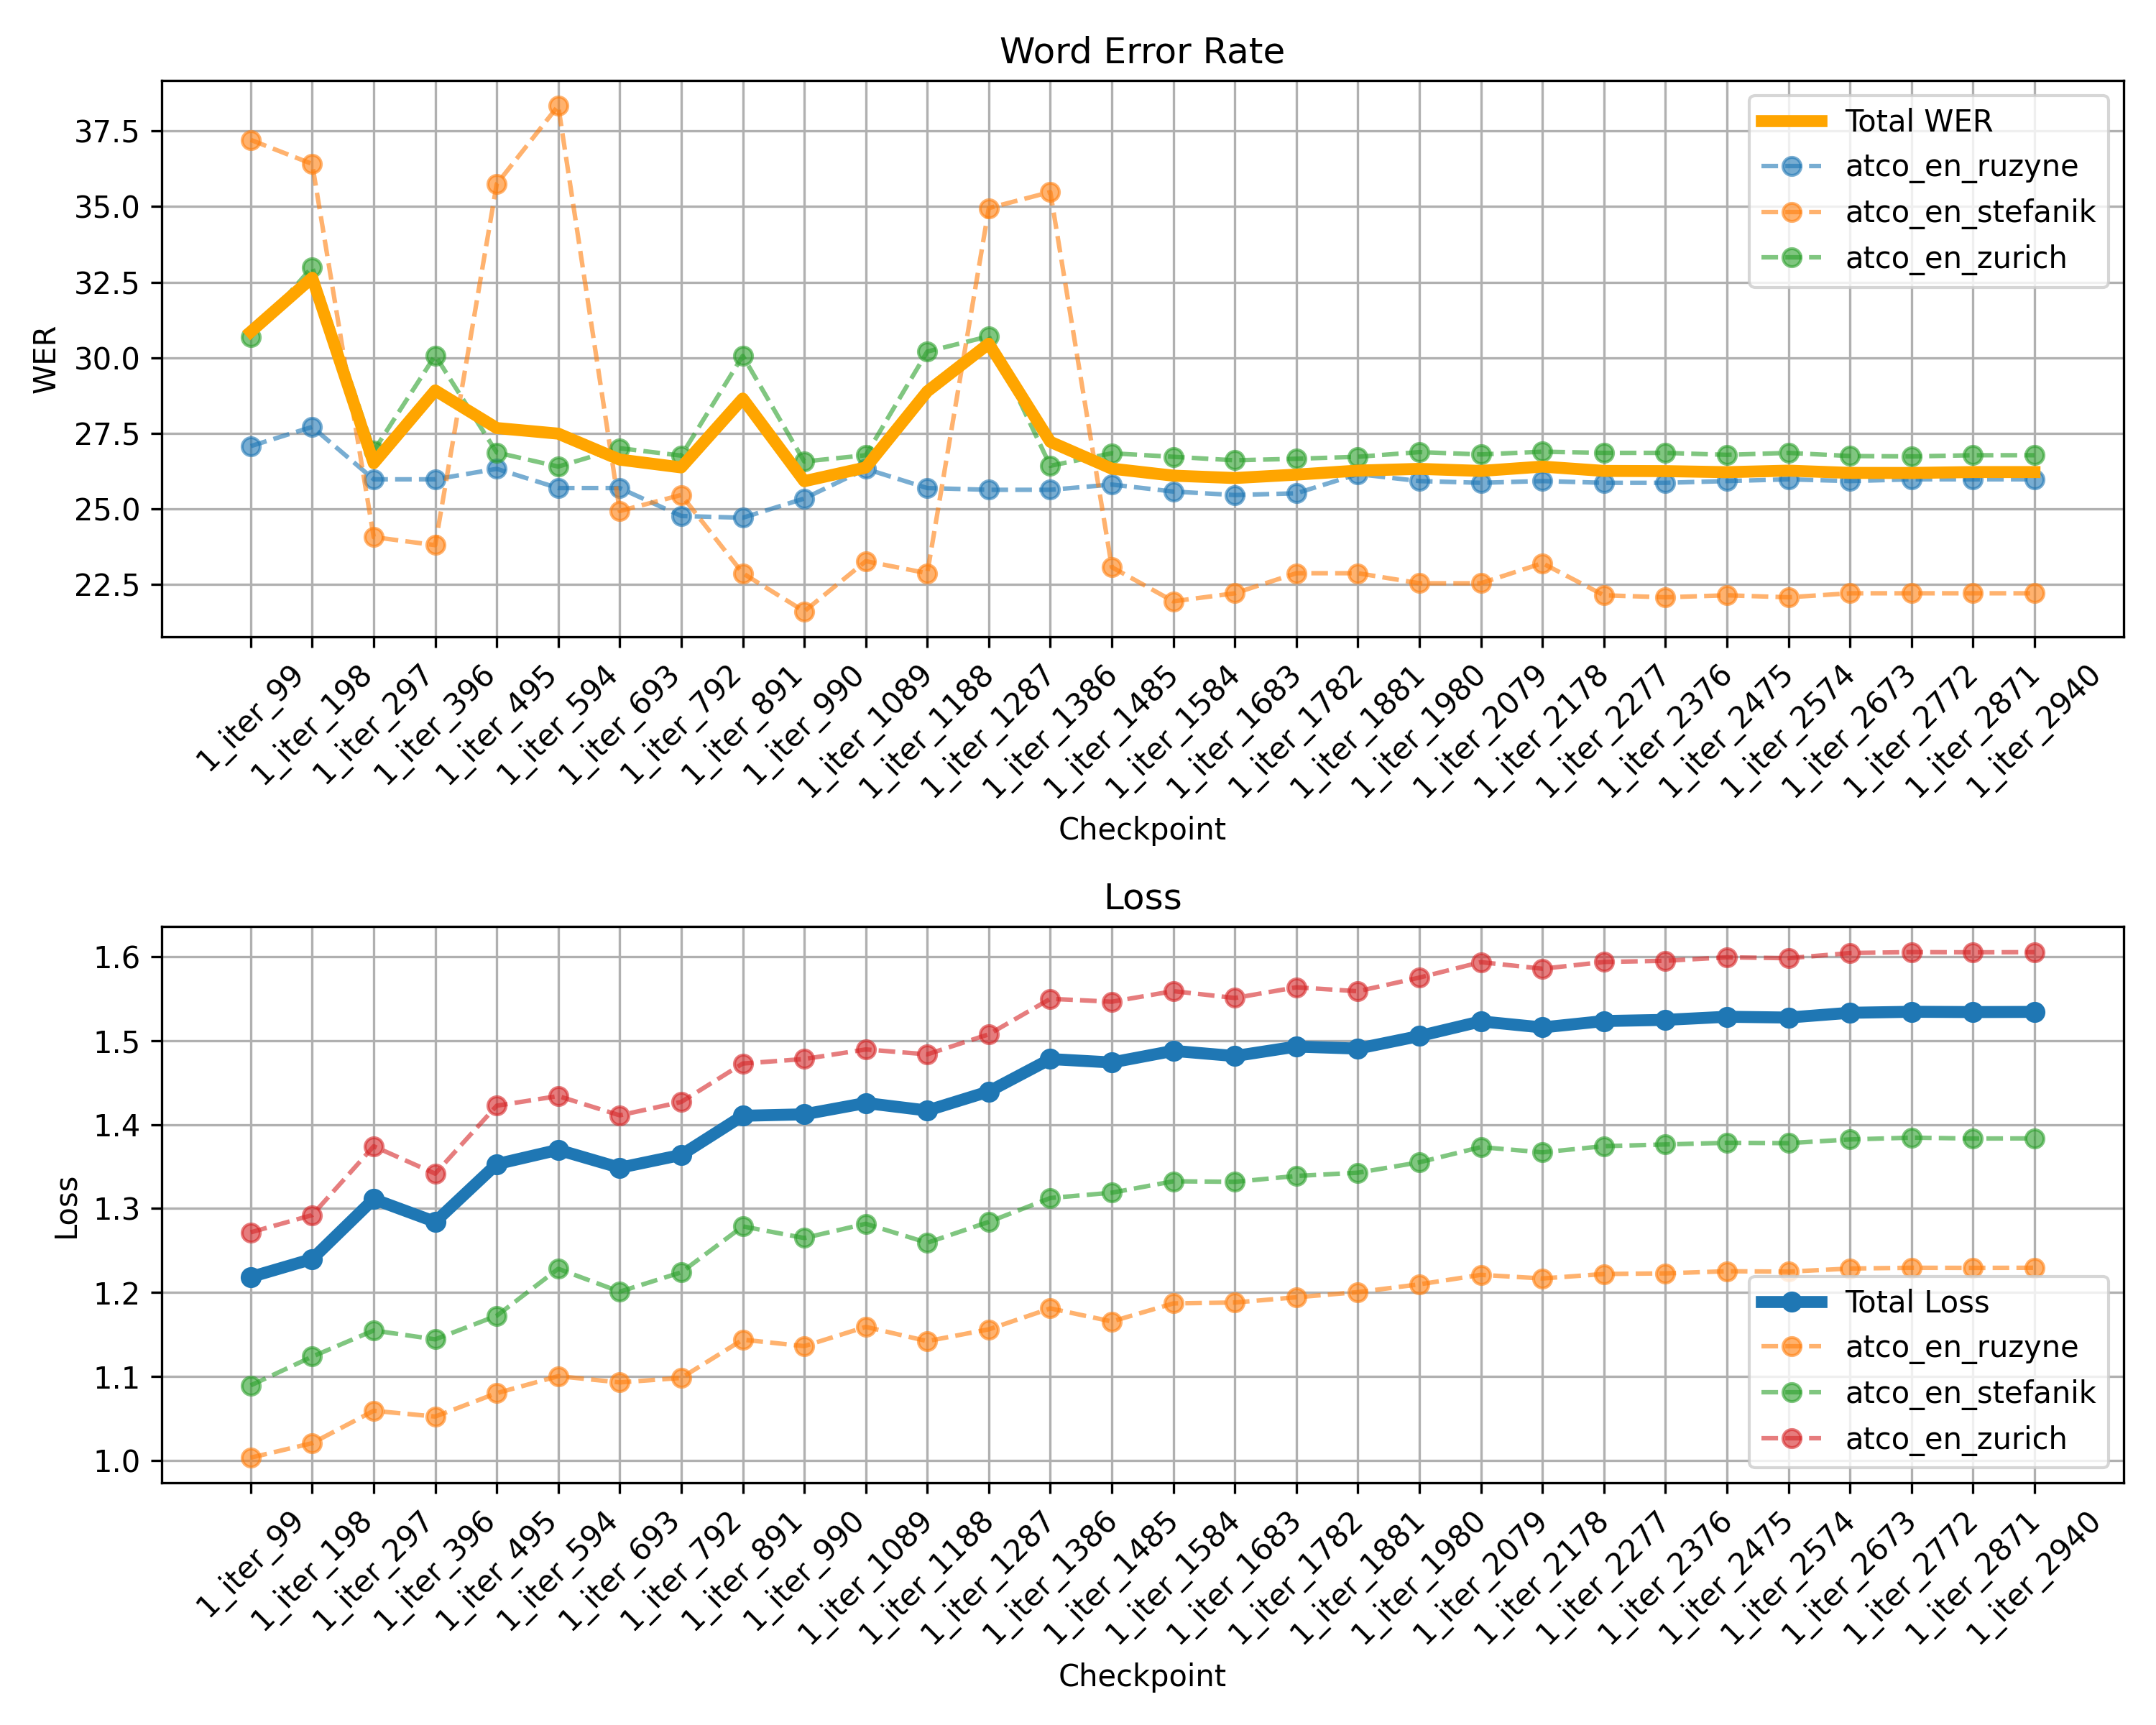 Word Error Rate
WER
37.5
35.0
32.5
30.0
27.5
25.0
22.5
Total WER
atco_en_ruzyne
atco_en_stefanik
atco_en_zurich
1_iter_99
1_iter_198
1_iter_297
1_iter_396
1_iter_495
1_iter_594
1_iter_693
1_iter_792
1_iter_891
1_iter_990
1_iter_1089
1_iter_1188
1_iter_1287
1_iter_1386
1_iter_1485
1_iter_1584
1_iter_1683
1_iter_1782
1_iter_1881
1_iter_1980
1_iter_2079
1_iter_2178
1_iter_2277
1_iter_2376
1_iter_2475
1_iter_2574
1_iter_2673
1_iter_2772
1_iter_2871
1_iter_2940
Checkpoint
Loss
Loss
1.6
1.5
1.4
1.3
1.2
1.1
1.0
Total Loss
atco_en_ruzyne
atco_en_stefanik
atco_en_zurich
1_iter_99
1_iter_198
1_iter_297
1_iter_396
1_iter_495
1_iter_594
1_iter_693
1_iter_792
1_iter_891
1_iter_990
1_iter_1089
1_iter_1188
1_iter_1287
1_iter_1386
1_iter_1485
1_iter_1584
1_iter_1683
1_iter_1782
1_iter_1881
1_iter_1980
1_iter_2079
1_iter_2178
1_iter_2277
1_iter_2376
1_iter_2475
1_iter_2574
1_iter_2673
1_iter_2772
1_iter_2871
1_iter_2940
Checkpoint